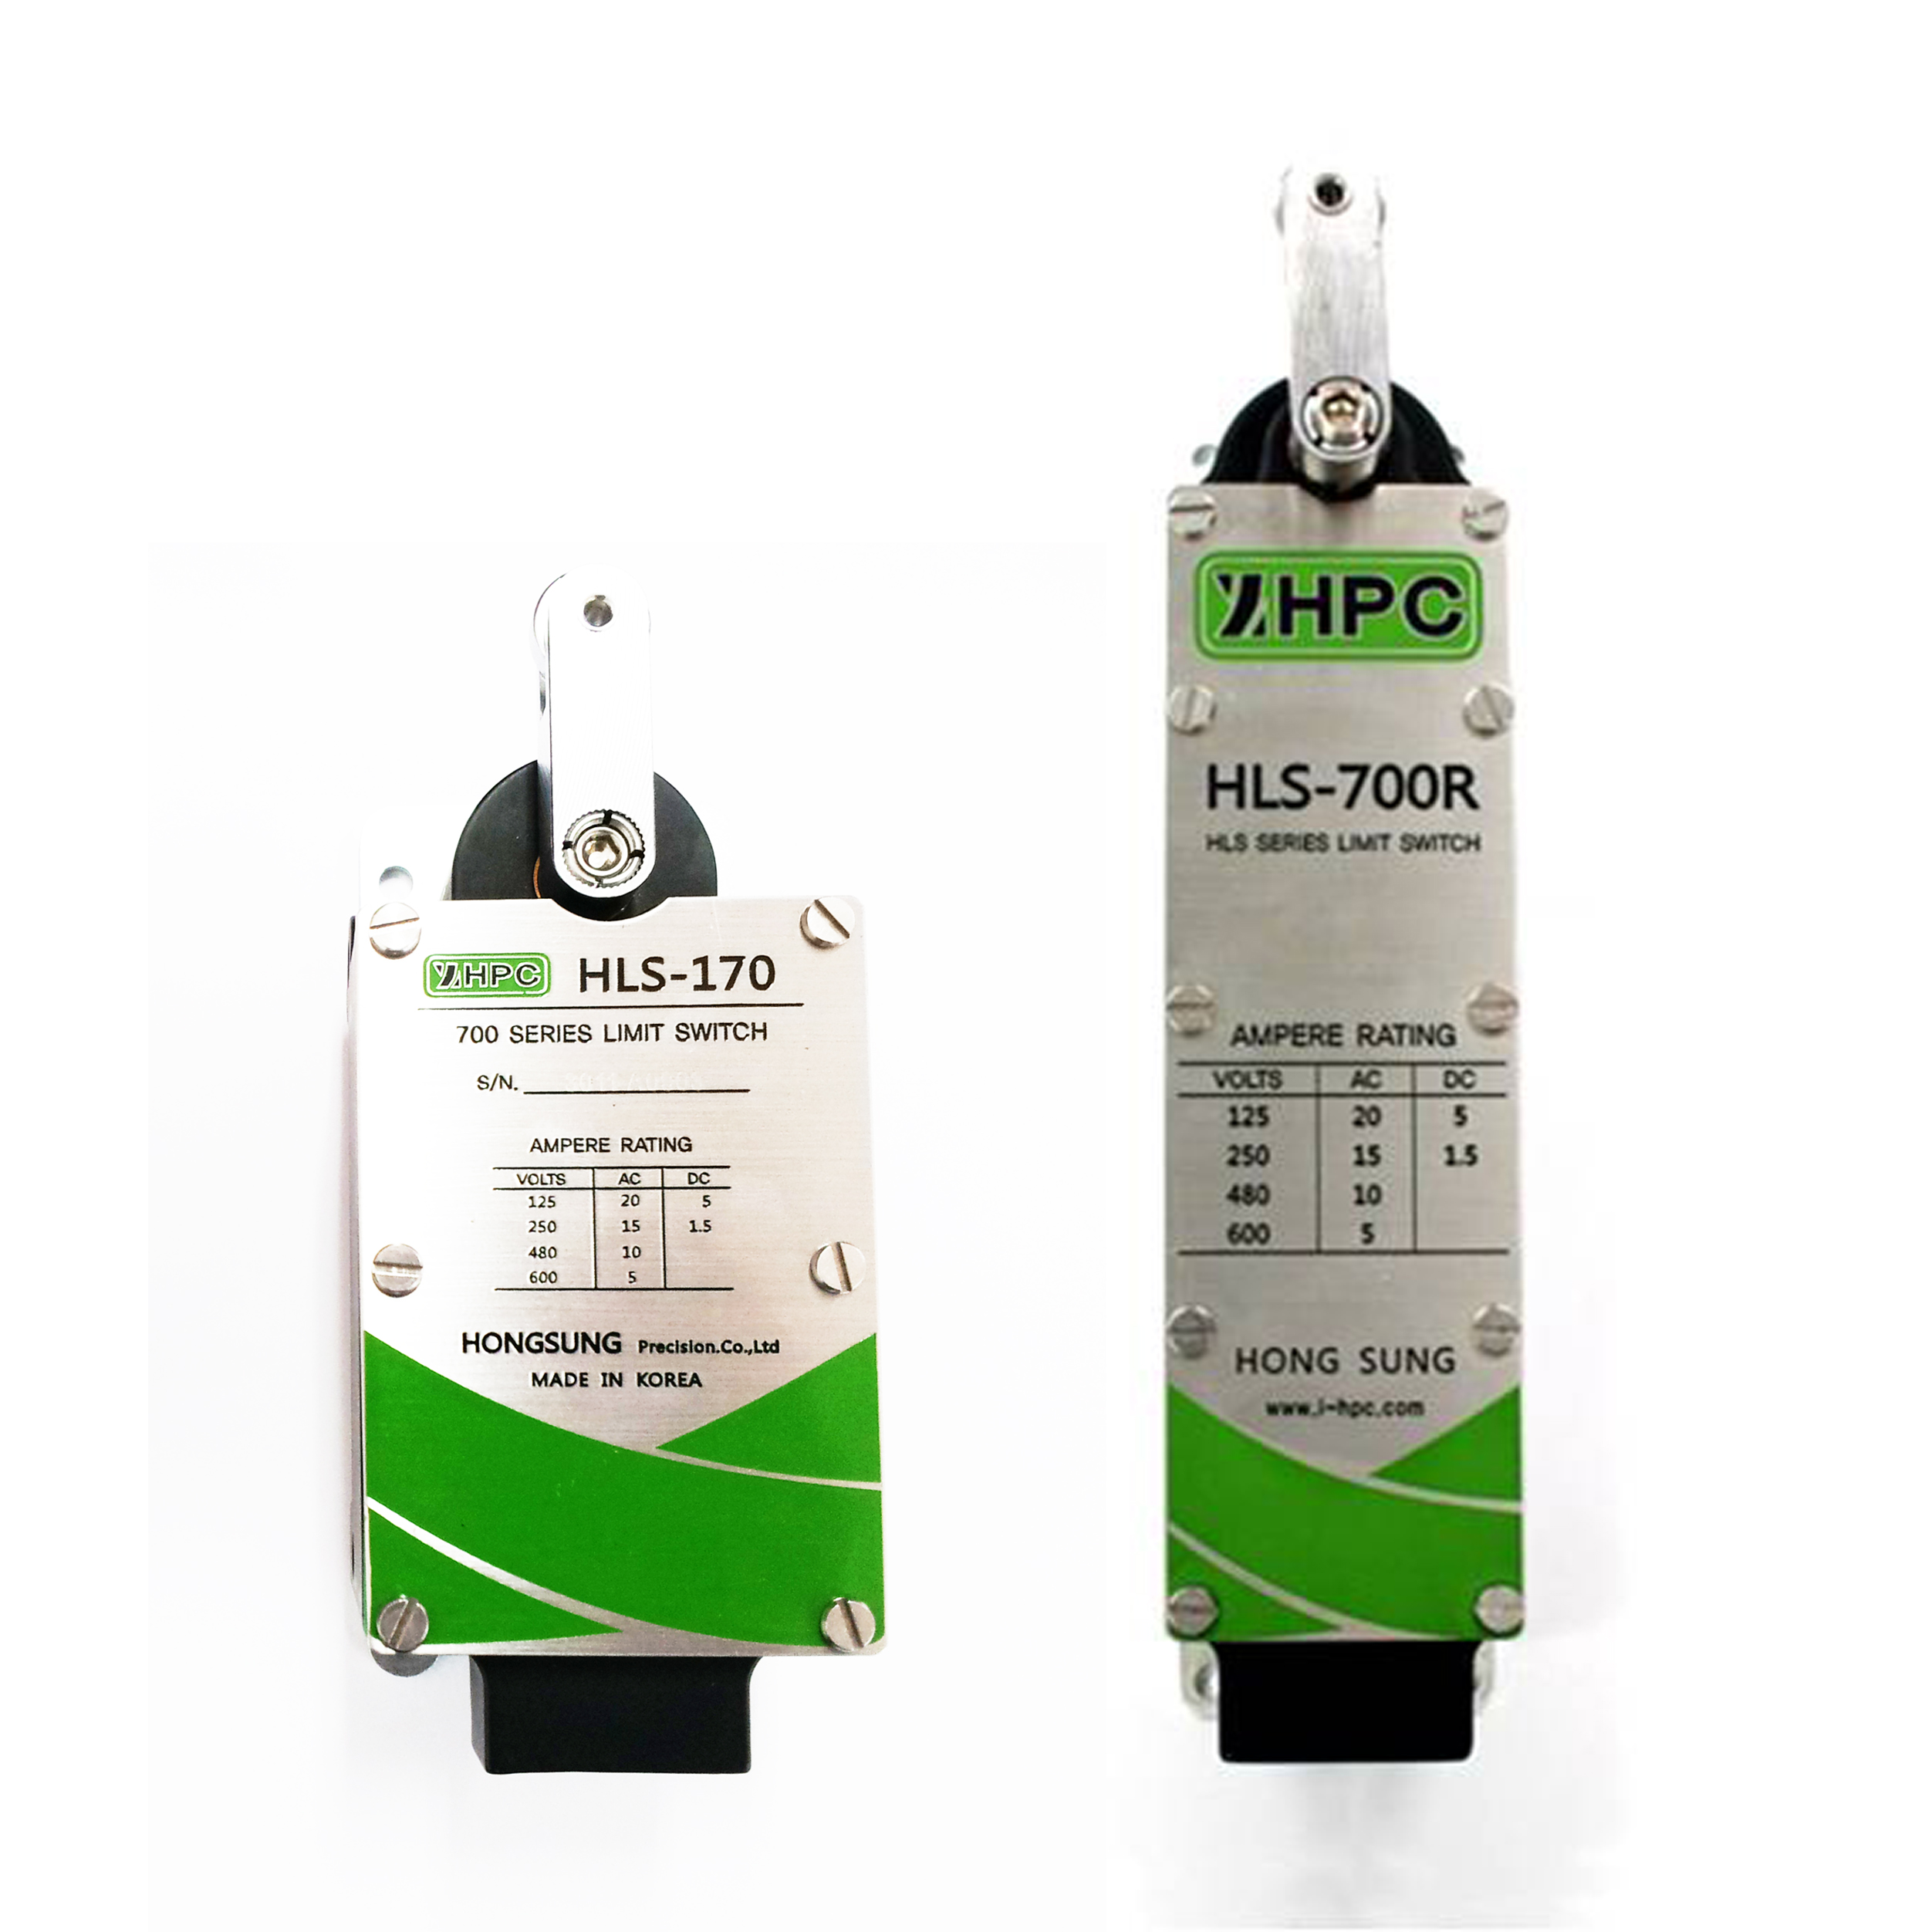 HPC HLS-170
700 SERIES LIMIT SWITCH
S/N.
AMPERE RATING
VOLTS AC DC
125 20 5
250 15 1.5
480 10
600 5
HONGSUNG Precision.Co.,Ltd
MADE IN KOREA
HPC
HLS-700R
HLS SERIES LIMIT SWITCH
AMPERE RATING
VOLTS AC DC
125 20 5
250 15 1.5
480 10
600 5
HONG SUNG
www.i-hpc.com